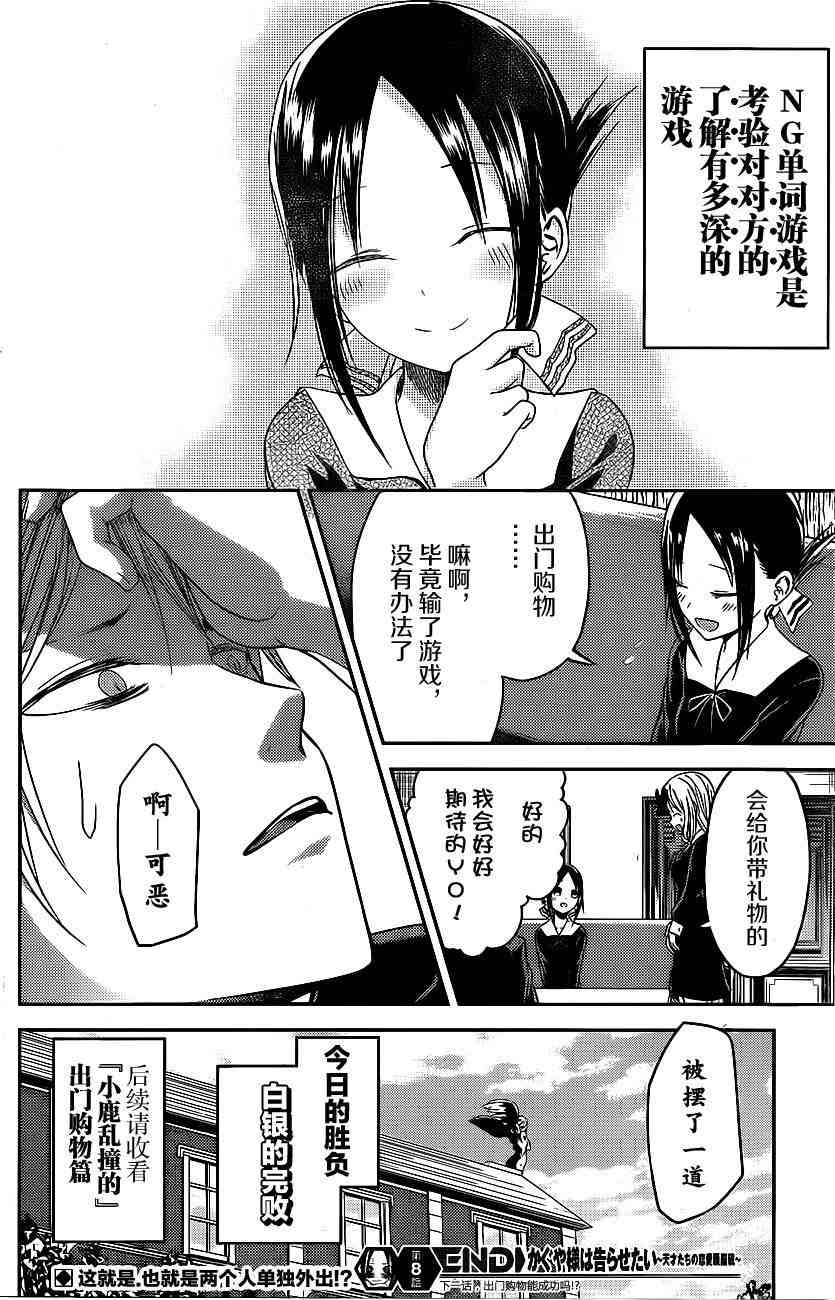 NG单词游戏是
考验对对方的
了解有多深的
游戏
出门购物
……
嘛啊，
毕竟输了游戏，
没有办法了
啊—可恶
会给你带礼物的
好的
我会好好
期待的YO！
被摆了一道
今日的胜负
白银的完败
后续请收看
『小鹿乱撞的』
出门购物篇
这就是.也就是两个人单独外出!?
第8话
END
かぐや様は告らせたい
~天才たちの恋愛頭脳戦~
下一话，出门购物能成功吗!?